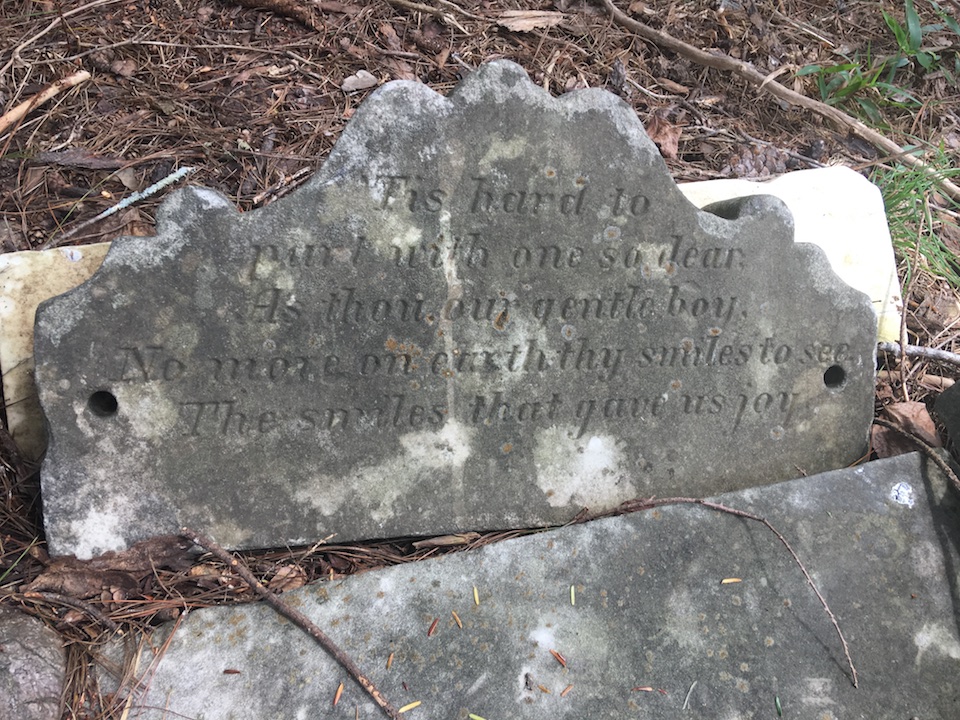 'Tis hard to
part with one so dear,
As thou, our gentle boy,
No more on earth thy smiles to see
The smiles that gave us joy.